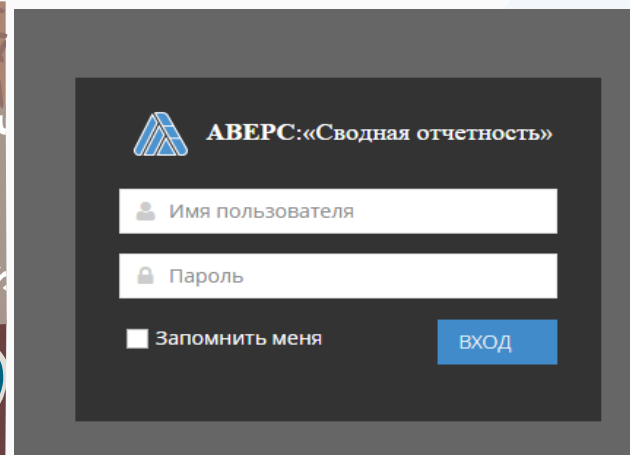 АВЕРС:«Сводная отчетность»
Имя пользователя
Пароль
Запомнить меня
ВХОД